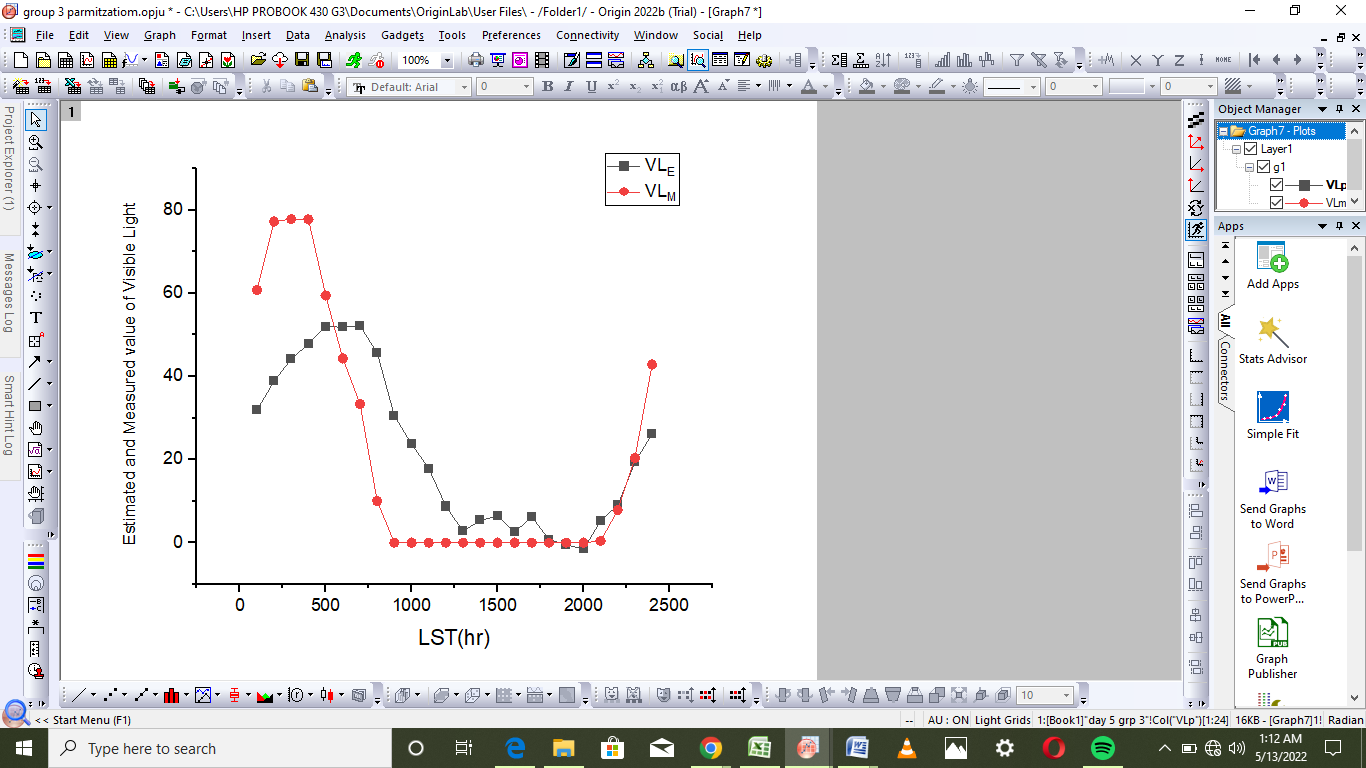 group 3 parmitzatiom.opju * - C:\Users\HP PROBOOK 430 G3\Documents\OriginLab\User Files\ - /Folder1/ - Origin 2022b (Trial) - [Graph7 *]
File Edit View Graph Format Insert Data Analysis Gadgets Tools Preferences Connectivity Window Social Help
100%
X Y Z HOME
Default: Arial 0 B I U 0 0
Project Explorer (1)
Messages Log
Smart Hint Log
1
VLE
VLM
Estimated and Measured value of Visible Light
80
60
40
20
0
0 500 1000 1500 2000 2500
LST(hr)
Object Manager
Graph7 - Plots
Layer1
g1
VLp
VLm
Apps
All
Connectors
Add Apps
Stats Advisor
Simple Fit
Send Graphs
to Word
Send Graphs
to PowerP...
Graph
Publisher
10
<< Start Menu (F1) -- AU : ON Light Grids 1:[Book1]"day 5 grp 3"!Col("VLp")[1:24] 16KB - [Graph7]1! Radian
Type here to search
1:12 AM
5/13/2022